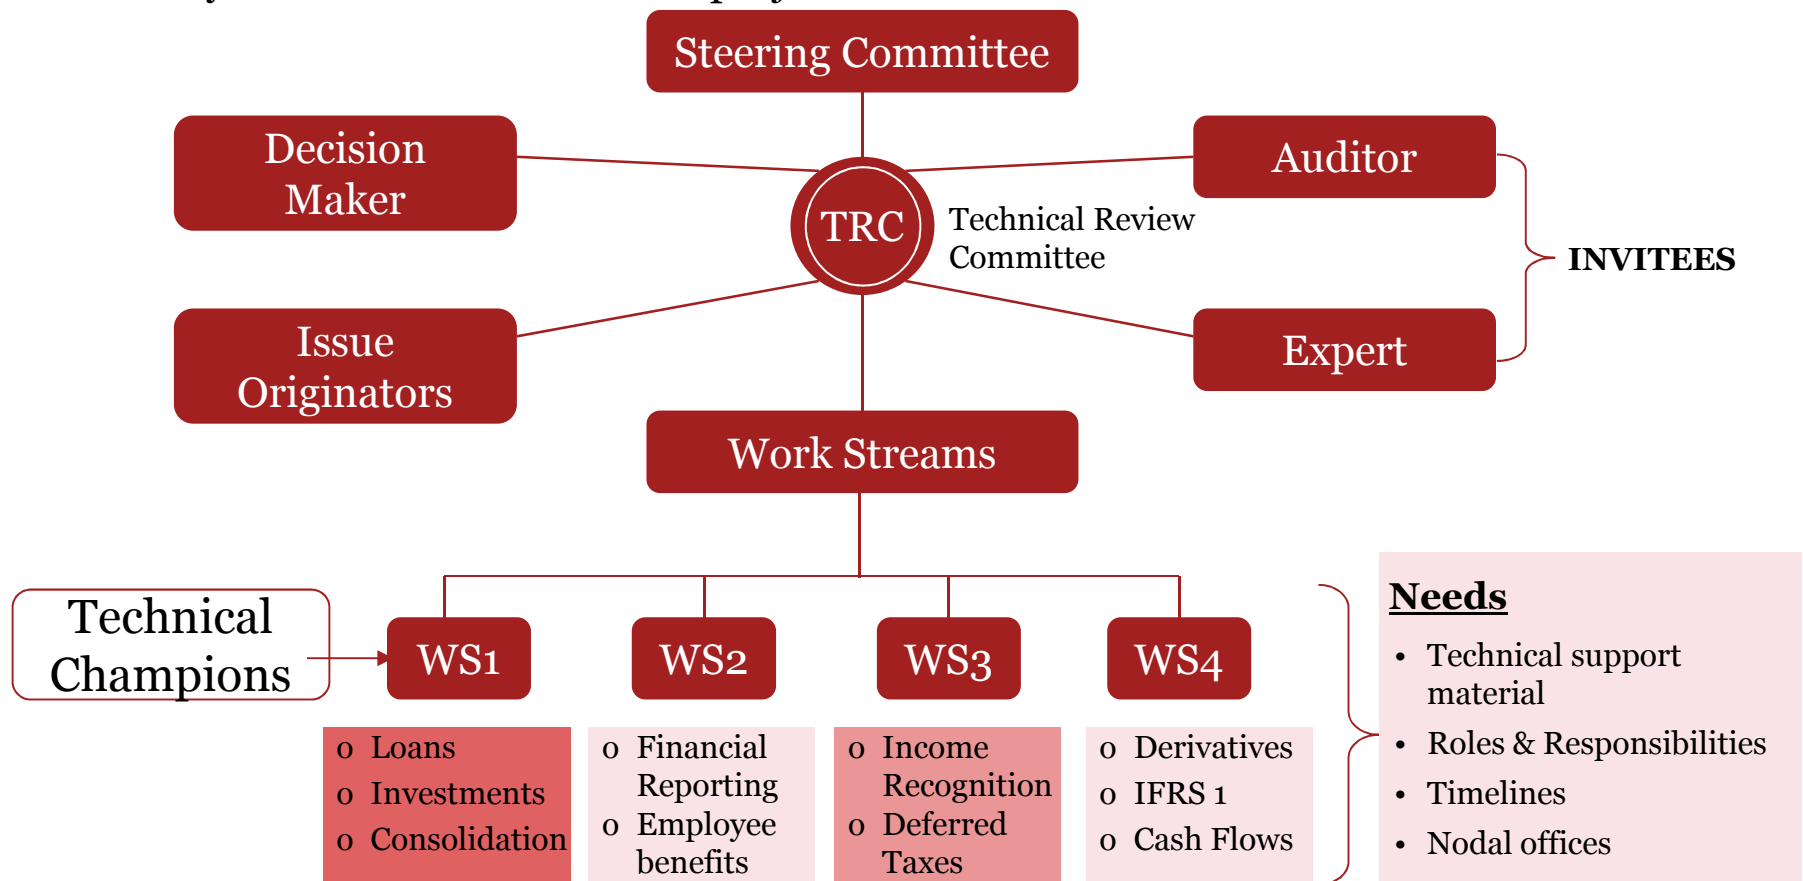 Steering Committee
Decision
Maker
Auditor
TRC
Technical Review
Committee
INVITEES
Issue
Originators
Expert
Work Streams
Technical
Champions
WS1
WS2
WS3
WS4
o Loans
o Investments
o Consolidation
o Financial
Reporting
o Employee
benefits
o Income
Recognition
o Deferred
Taxes
o Derivatives
o IFRS 1
o Cash Flows
Needs
• Technical support
material
• Roles & Responsibilities
• Timelines
• Nodal offices